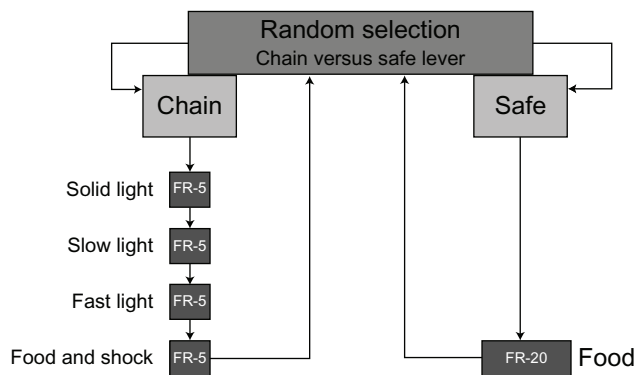 Random selection
Chain versus safe lever
Chain
Safe
Solid light
FR-5
Slow light
FR-5
Fast light
FR-5
Food and shock
FR-5
FR-20
Food